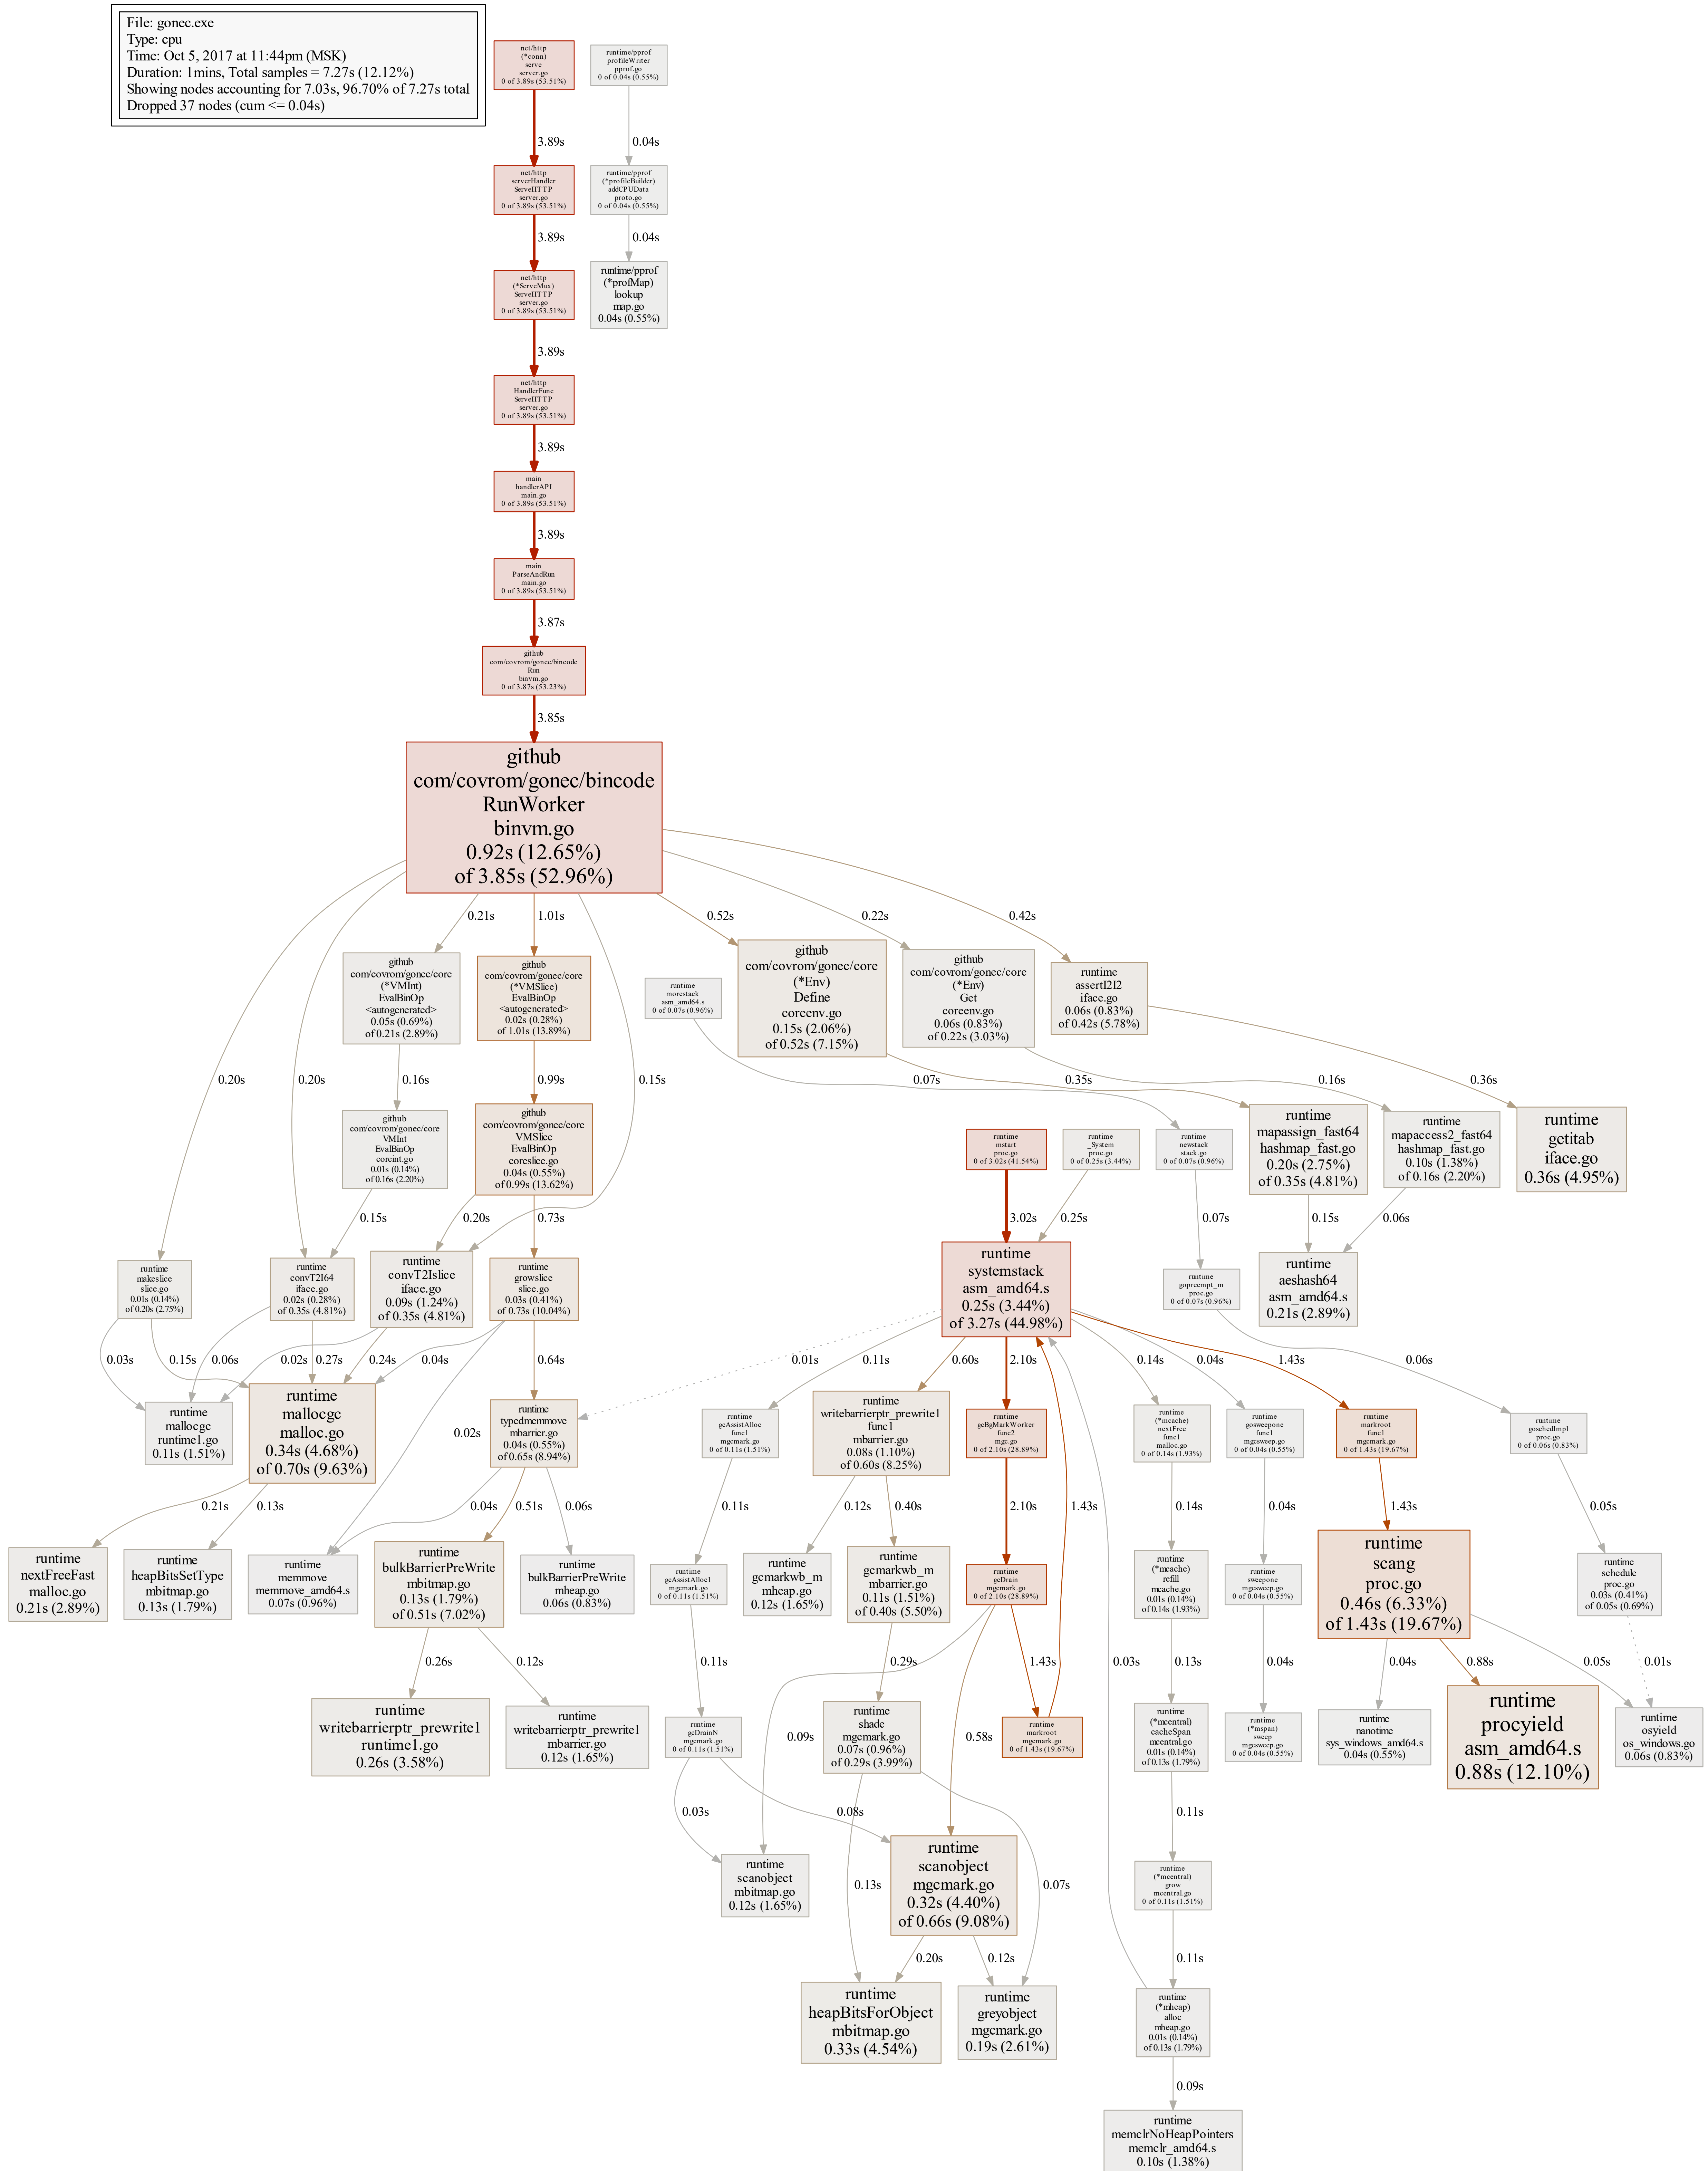 File: gonec.exe
Type: cpu
Time: Oct 5, 2017 at 11:44pm (MSK)
Duration: 1mins, Total samples = 7.27s (12.12%)
Showing nodes accounting for 7.03s, 96.70% of 7.27s total
Dropped 37 nodes (cum <= 0.04s)
net/http
(*conn)
serve
server.go
0 of 3.89s (53.51%)
runtime/pprof
profileWriter
pprof.go
0 of 0.04s (0.55%)
3.89s
0.04s
net/http
serverHandler
ServeHTTP
server.go
0 of 3.89s (53.51%)
runtime/pprof
(*profileBuilder)
addCPUData
proto.go
0 of 0.04s (0.55%)
3.89s
0.04s
net/http
(*ServeMux)
ServeHTTP
server.go
0 of 3.89s (53.51%)
runtime/pprof
(*profMap)
lookup
map.go
0.04s (0.55%)
3.89s
net/http
HandlerFunc
ServeHTTP
server.go
0 of 3.89s (53.51%)
3.89s
main
handlerAPI
main.go
0 of 3.89s (53.51%)
3.89s
main
ParseAndRun
main.go
0 of 3.89s (53.51%)
3.87s
github
com/covrom/gonec/bincode
Run
binvm.go
0 of 3.87s (53.23%)
3.85s
github
com/covrom/gonec/bincode
RunWorker
binvm.go
0.92s (12.65%)
of 3.85s (52.96%)
0.21s
1.01s
0.52s
0.22s
0.42s
github
com/covrom/gonec/core
(*VMInt)
EvalBinOp
<autogenerated>
0.05s (0.69%)
of 0.21s (2.89%)
github
com/covrom/gonec/core
(*VMSlice)
EvalBinOp
<autogenerated>
0.02s (0.28%)
of 1.01s (13.89%)
runtime
morestack
asm_amd64.s
0 of 0.07s (0.96%)
github
com/covrom/gonec/core
(*Env)
Define
coreenv.go
0.15s (2.06%)
of 0.52s (7.15%)
github
com/covrom/gonec/core
(*Env)
Get
coreenv.go
0.06s (0.83%)
of 0.22s (3.03%)
runtime
assertI2I2
iface.go
0.06s (0.83%)
of 0.42s (5.78%)
0.20s
0.20s
0.16s
0.99s
0.15s
0.07s
0.35s
0.16s
0.36s
github
com/covrom/gonec/core
VMInt
EvalBinOp
coreint.go
0.01s (0.14%)
of 0.16s (2.20%)
github
com/covrom/gonec/core
VMSlice
EvalBinOp
coreslice.go
0.04s (0.55%)
of 0.99s (13.62%)
runtime
mstart
proc.go
0 of 3.02s (41.54%)
runtime
_System
proc.go
0 of 0.25s (3.44%)
runtime
newstack
stack.go
0 of 0.07s (0.96%)
runtime
mapassign_fast64
hashmap_fast.go
0.20s (2.75%)
of 0.35s (4.81%)
runtime
mapaccess2_fast64
hashmap_fast.go
0.10s (1.38%)
of 0.16s (2.20%)
runtime
getitab
iface.go
0.36s (4.95%)
0.15s
0.20s
0.73s
3.02s
0.25s
0.07s
0.15s
0.06s
runtime
makeslice
slice.go
0.01s (0.14%)
of 0.20s (2.75%)
runtime
convT2I64
iface.go
0.02s (0.28%)
of 0.35s (4.81%)
runtime
convT2Islice
iface.go
0.09s (1.24%)
of 0.35s (4.81%)
runtime
growslice
slice.go
0.03s (0.41%)
of 0.73s (10.04%)
runtime
systemstack
asm_amd64.s
0.25s (3.44%)
of 3.27s (44.98%)
runtime
gopreempt_m
proc.go
0 of 0.07s (0.96%)
runtime
aeshash64
asm_amd64.s
0.21s (2.89%)
0.03s
0.15s
0.06s
0.27s
0.02s
0.24s
0.04s
0.64s
0.01s
0.11s
0.60s
2.10s
0.14s
0.04s
1.43s
0.06s
runtime
mallocgc
runtime1.go
0.11s (1.51%)
runtime
mallocgc
malloc.go
0.34s (4.68%)
of 0.70s (9.63%)
0.02s
runtime
typedmemmove
mbarrier.go
0.04s (0.55%)
of 0.65s (8.94%)
runtime
gcAssistAlloc
func1
mgcmark.go
0 of 0.11s (1.51%)
runtime
writebarrierptr_prewrite1
func1
mbarrier.go
0.08s (1.10%)
of 0.60s (8.25%)
runtime
gcBgMarkWorker
func2
mgc.go
0 of 2.10s (28.89%)
runtime
(*mcache)
nextFree
func1
malloc.go
0 of 0.14s (1.93%)
runtime
gosweepone
func1
mgcsweep.go
0 of 0.04s (0.55%)
runtime
markroot
func1
mgcmark.go
0 of 1.43s (19.67%)
runtime
goschedImpl
proc.go
0 of 0.06s (0.83%)
0.21s
0.13s
0.04s
0.51s
0.06s
0.11s
0.12s
0.40s
2.10s
1.43s
0.14s
0.04s
1.43s
0.05s
runtime
nextFreeFast
malloc.go
0.21s (2.89%)
runtime
heapBitsSetType
mbitmap.go
0.13s (1.79%)
runtime
memmove
memmove_amd64.s
0.07s (0.96%)
runtime
bulkBarrierPreWrite
mbitmap.go
0.13s (1.79%)
of 0.51s (7.02%)
runtime
bulkBarrierPreWrite
mheap.go
0.06s (0.83%)
runtime
gcAssistAlloc1
mgcmark.go
0 of 0.11s (1.51%)
runtime
gcmarkwb_m
mheap.go
0.12s (1.65%)
runtime
gcmarkwb_m
mbarrier.go
0.11s (1.51%)
of 0.40s (5.50%)
runtime
gcDrain
mgcmark.go
0 of 2.10s (28.89%)
runtime
(*mcache)
refill
mcache.go
0.01s (0.14%)
of 0.14s (1.93%)
runtime
sweepone
mgcsweep.go
0 of 0.04s (0.55%)
runtime
scang
proc.go
0.46s (6.33%)
of 1.43s (19.67%)
runtime
schedule
proc.go
0.03s (0.41%)
of 0.05s (0.69%)
0.26s
0.12s
0.11s
0.29s
1.43s
0.03s
0.13s
0.04s
0.04s
0.88s
0.05s
0.01s
runtime
writebarrierptr_prewrite1
runtime1.go
0.26s (3.58%)
runtime
writebarrierptr_prewrite1
mbarrier.go
0.12s (1.65%)
runtime
gcDrainN
mgcmark.go
0 of 0.11s (1.51%)
0.09s
runtime
shade
mgcmark.go
0.07s (0.96%)
of 0.29s (3.99%)
0.58s
runtime
markroot
mgcmark.go
0 of 1.43s (19.67%)
runtime
(*mcentral)
cacheSpan
mcentral.go
0.01s (0.14%)
of 0.13s (1.79%)
runtime
(*mspan)
sweep
mgcsweep.go
0 of 0.04s (0.55%)
runtime
nanotime
sys_windows_amd64.s
0.04s (0.55%)
runtime
procyield
asm_amd64.s
0.88s (12.10%)
runtime
osyield
os_windows.go
0.06s (0.83%)
0.03s
0.08s
0.11s
runtime
scanobject
mbitmap.go
0.12s (1.65%)
0.13s
runtime
scanobject
mgcmark.go
0.32s (4.40%)
of 0.66s (9.08%)
0.07s
runtime
(*mcentral)
grow
mcentral.go
0 of 0.11s (1.51%)
0.20s
0.12s
0.11s
runtime
heapBitsForObject
mbitmap.go
0.33s (4.54%)
runtime
greyobject
mgcmark.go
0.19s (2.61%)
runtime
(*mheap)
alloc
mheap.go
0.01s (0.14%)
of 0.13s (1.79%)
0.09s
runtime
memclrNoHeapPointers
memclr_amd64.s
0.10s (1.38%)